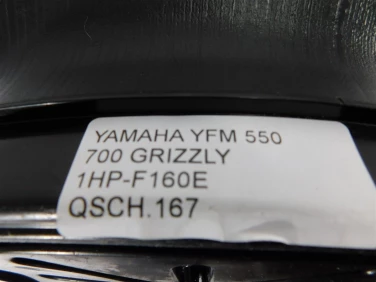 YAMAHA YFM 550
700 GRIZZLY
1HP-F160E
QSCH.167